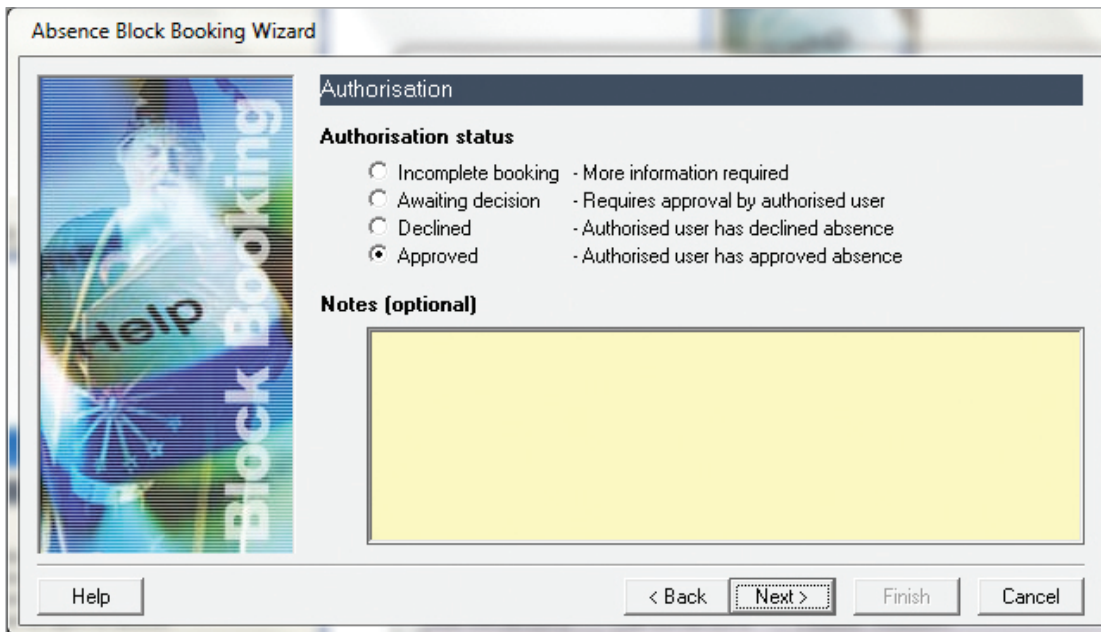 Absence Block Booking Wizard
Block Booking
Help
Authorisation
Authorisation status
Incomplete booking - More information required
Awaiting decision - Requires approval by authorised user
Declined - Authorised user has declined absence
Approved - Authorised user has approved absence
Notes (optional)
Help < Back Next > Finish Cancel